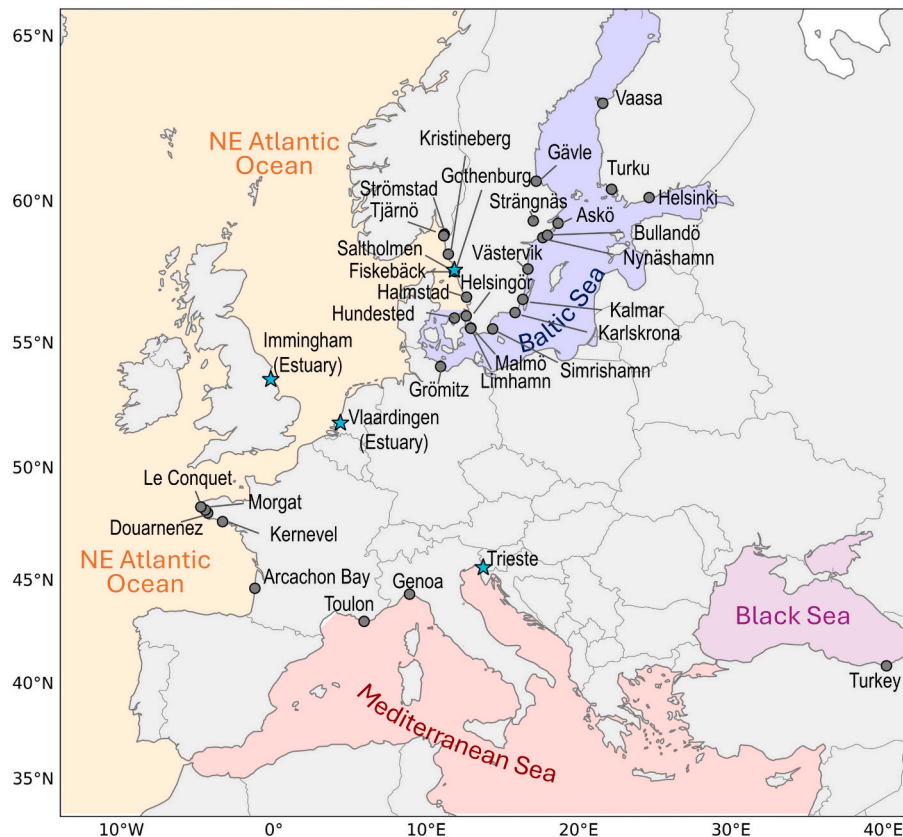 65°N
Vaasa
Kristineberg
NE Atlantic
Ocean
Gävle
Gothenburg
Turku
60°N
Strömstad
Strängnäs
Helsinki
Tjärnö
Askö
Bullandö
Saltholmen
Västervik
Nynäshamn
Fiskebäck
Helsingör
Halmstad
Baltic Sea
Kalmar
Hundested
Karlskrona
55°N
Immingham
(Estuary)
Malmö
Simrishamn
Limhamn
Grömitz
Vlaardingen
(Estuary)
50°N
Le Conquet
Morgat
Douarnenez
Kernevel
NE Atlantic
Ocean
Trieste
45°N
Arcachon Bay
Genoa
Toulon
Black Sea
40°N
Turkey
Mediterranean Sea
35°N
10°W
0°
10°E
20°E
30°E
40°E